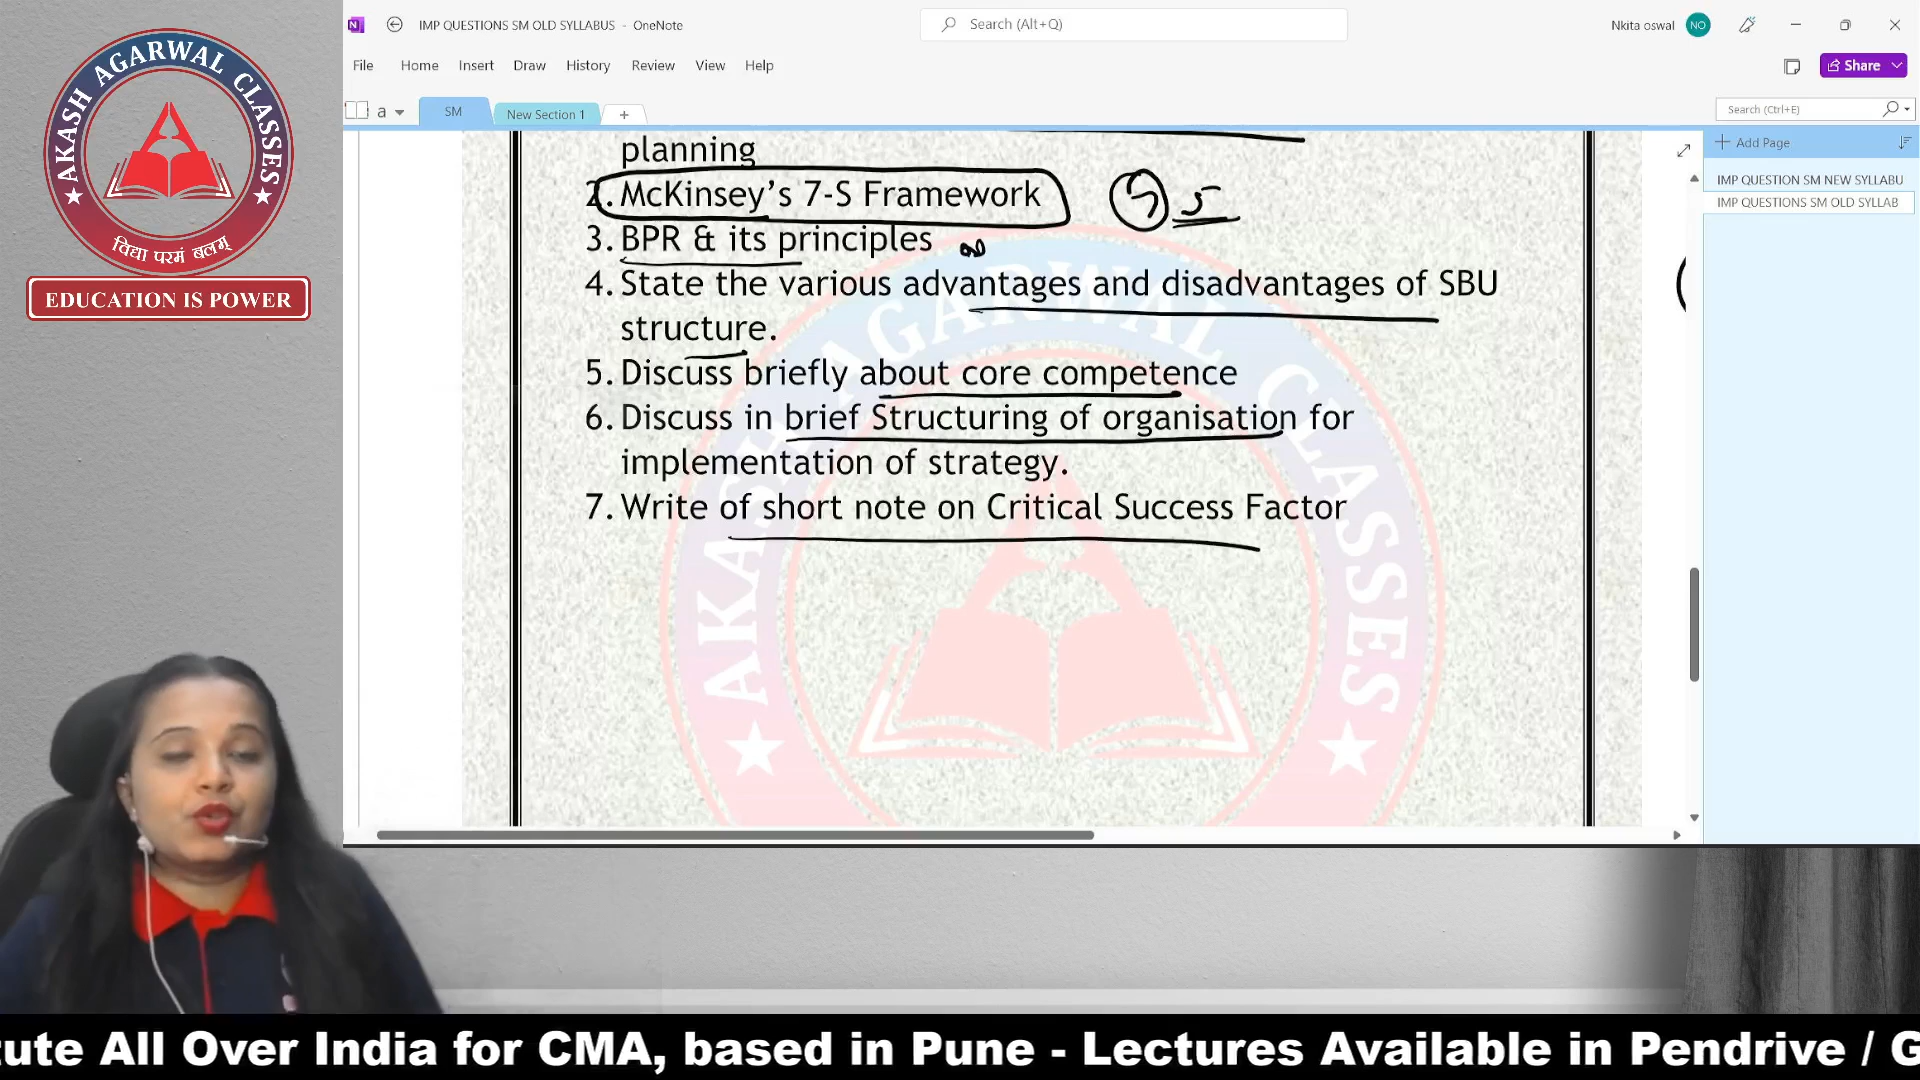 AKASH AGARWAL CLASSES
विद्या परमं बलम्
EDUCATION IS POWER
IMP QUESTIONS SM OLD SYLLABUS - OneNote
Search (Alt+Q)
Nkita oswal
NO
File Home Insert Draw History Review View Help
Share
a
SM
New Section 1
+
Search (Ctrl+E)
Add Page
IMP QUESTION SM NEW SYLLABU
IMP QUESTIONS SM OLD SYLLAB
planning
2. McKinsey's 7-S Framework
3. BPR & its principles
4. State the various advantages and disadvantages of SBU
structure.
5. Discuss briefly about core competence
6. Discuss in brief Structuring of organisation for
implementation of strategy.
7. Write of short note on Critical Success Factor
AKASH AGARWAL CLASSES
tute All Over India for CMA, based in Pune - Lectures Available in Pendrive / G